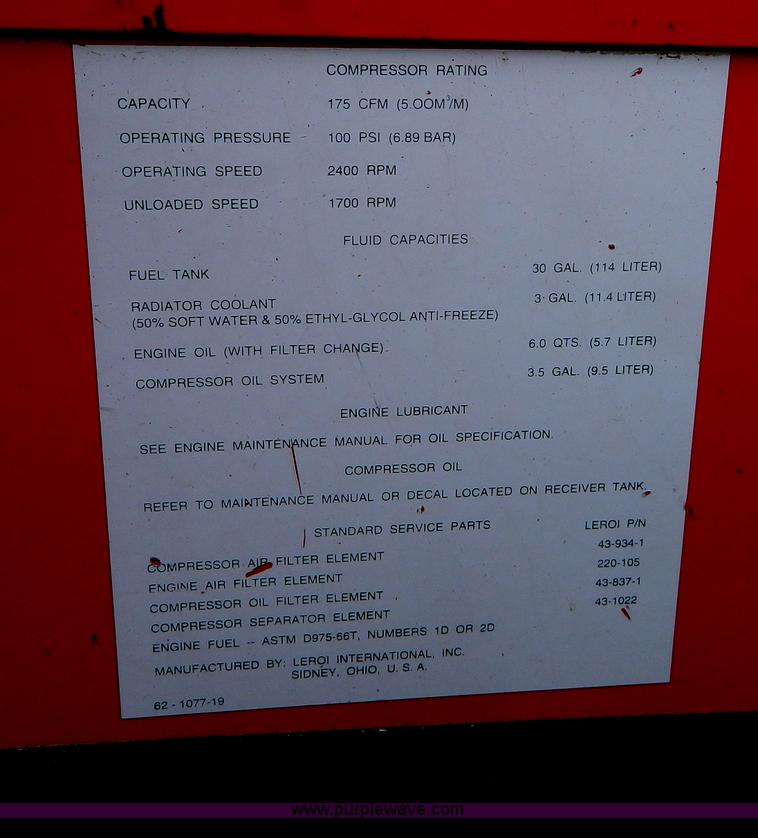 COMPRESSOR RATING
CAPACITY 175 CFM (5.00M³/M)
OPERATING PRESSURE 100 PSI (6.89 BAR)
OPERATING SPEED 2400 RPM
UNLOADED SPEED 1700 RPM
FLUID CAPACITIES
FUEL TANK 30 GAL. (114 LITER)
RADIATOR COOLANT 3 GAL. (11.4 LITER)
(50% SOFT WATER & 50% ETHYL-GLYCOL ANTI-FREEZE)
ENGINE OIL (WITH FILTER CHANGE). 6.0 QTS. (5.7 LITER)
COMPRESSOR OIL SYSTEM 3.5 GAL. (9.5 LITER)
ENGINE LUBRICANT
SEE ENGINE MAINTENANCE MANUAL FOR OIL SPECIFICATION.
COMPRESSOR OIL
REFER TO MAINTENANCE MANUAL OR DECAL LOCATED ON RECEIVER TANK.
STANDARD SERVICE PARTS LEROI P/N
COMPRESSOR AIR FILTER ELEMENT 43-934-1
ENGINE AIR FILTER ELEMENT 220-105
COMPRESSOR OIL FILTER ELEMENT 43-837-1
COMPRESSOR SEPARATOR ELEMENT 43-1022
ENGINE FUEL -- ASTM D975-66T, NUMBERS 1D OR 2D
MANUFACTURED BY: LEROI INTERNATIONAL, INC.
SIDNEY, OHIO, U. S. A.
62 - 1077-19
www.purplewave.com